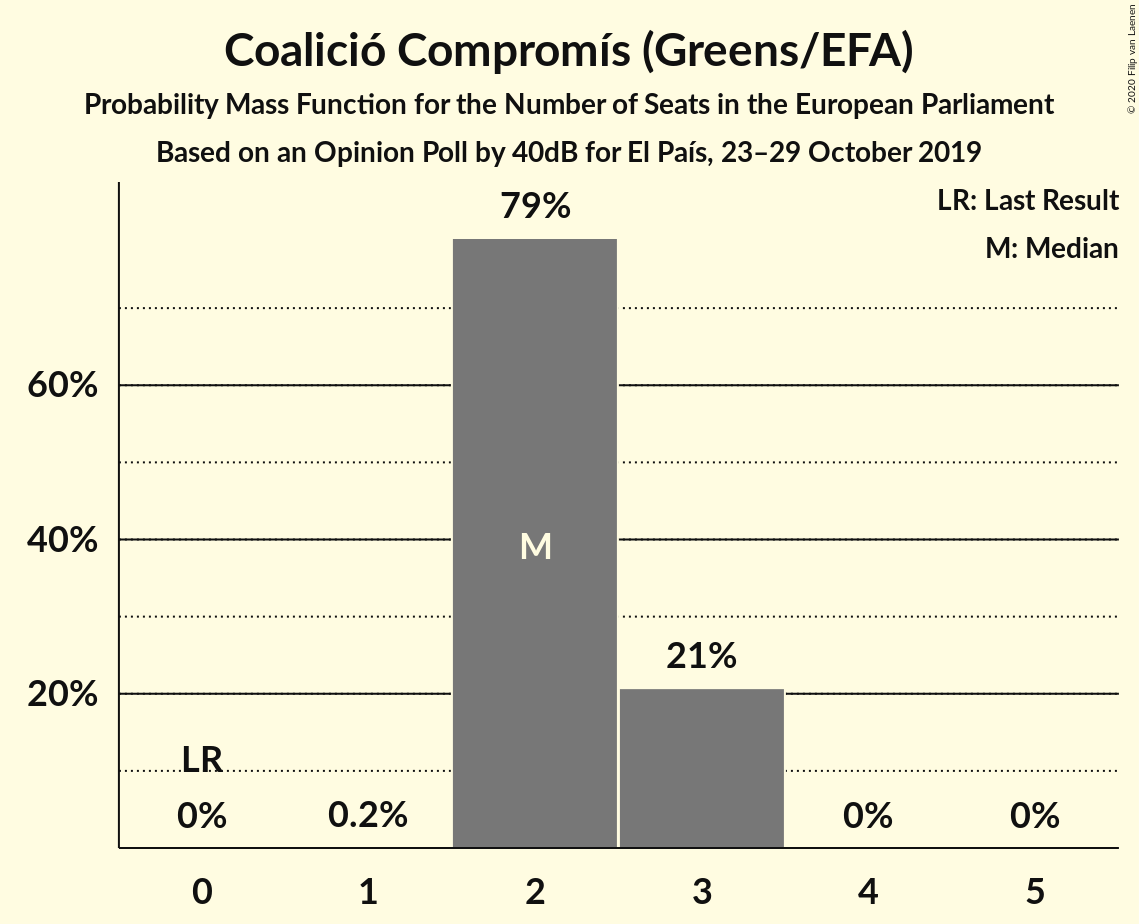 Coalició Compromís (Greens/EFA)
Probability Mass Function for the Number of Seats in the European Parliament
Based on an Opinion Poll by 40dB for El País, 23–29 October 2019
© 2020 Filip van Laenen
LR: Last Result
M: Median
79%
60%
40%
M
21%
20%
LR
0% 0.2% 0% 0%
0 1 2 3 4 5